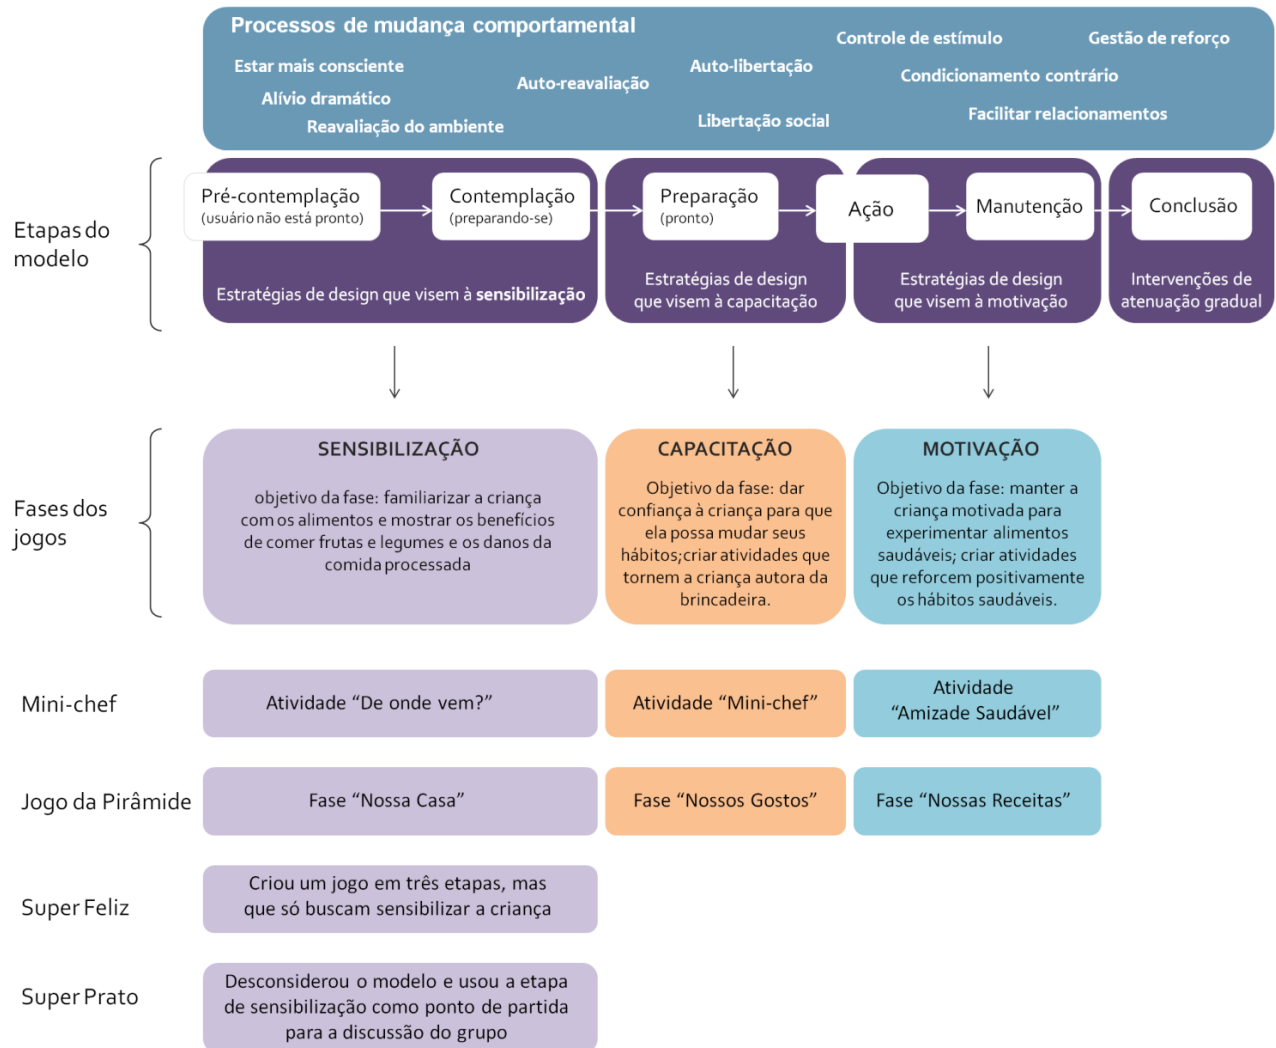 Processos de mudança comportamental
Estar mais consciente
Alívio dramático
Reavaliação do ambiente
Auto-reavaliação
Auto-libertação
Libertação social
Controle de estímulo
Gestão de reforço
Condicionamento contrário
Facilitar relacionamentos
Etapas do
modelo
Pré-contemplação
(usuário não está pronto)
Contemplação
(preparando-se)
Preparação
(pronto)
Ação
Manutenção
Conclusão
Estratégias de design que visem à sensibilização
Estratégias de design
que visem à capacitação
Estratégias de design
que visem à motivação
Intervenções de
atenuação gradual
Fases dos
jogos
SENSIBILIZAÇÃO
objetivo da fase: familiarizar a criança
com os alimentos e mostrar os benefícios
de comer frutas e legumes e os danos da
comida processada
CAPACITAÇÃO
Objetivo da fase: dar
confiança à criança para que
ela possa mudar seus
hábitos;criar atividades que
tornem a criança autora da
brincadeira.
MOTIVAÇÃO
Objetivo da fase: manter a
criança motivada para
experimentar alimentos
saudáveis; criar atividades
que reforcem positivamente
os hábitos saudáveis.
Mini-chef
Atividade “De onde vem?”
Atividade “Mini-chef”
Atividade
“Amizade Saudável”
Jogo da Pirâmide
Fase “Nossa Casa”
Fase “Nossos Gostos”
Fase “Nossas Receitas”
Super Feliz
Criou um jogo em três etapas, mas
que só buscam sensibilizar a criança
Super Prato
Desconsiderou o modelo e usou a etapa
de sensibilização como ponto de partida
para a discussão do grupo